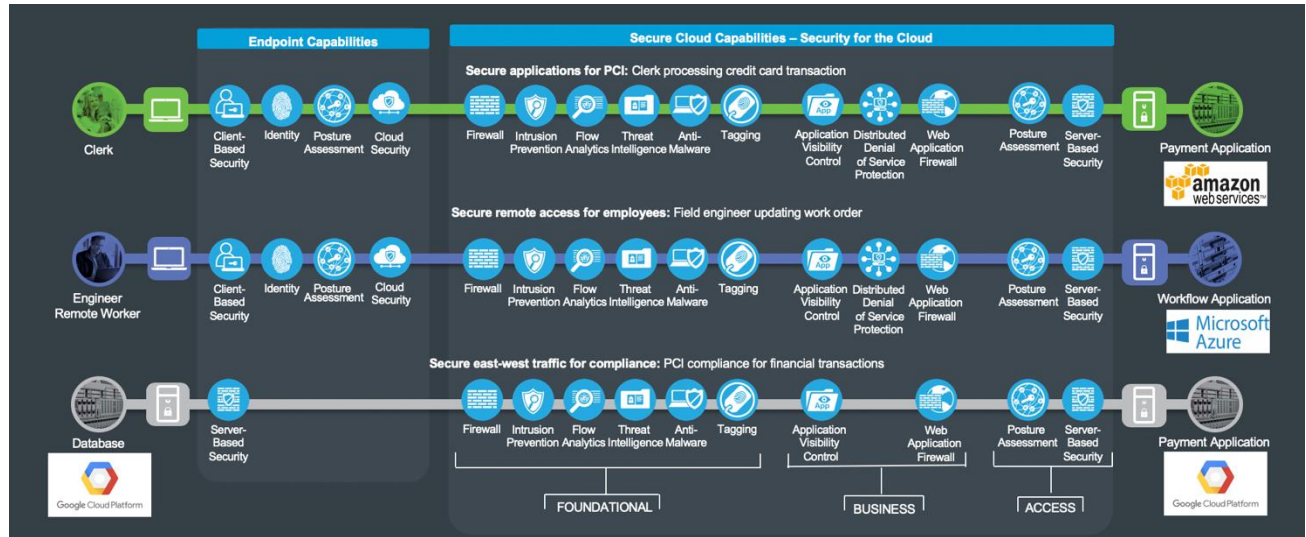 Endpoint Capabilities
Secure Cloud Capabilities – Security for the Cloud
Secure applications for PCI: Clerk processing credit card transaction
Clerk
Client-
Based
Security
Identity
Posture
Assessment
Cloud
Security
Firewall
Intrusion
Prevention
Flow
Analytics
Threat
Intelligence
Anti-
Malware
Tagging
App
Application
Visibility
Control
Distributed
Denial
of Service
Protection
Web
Application
Firewall
Posture
Assessment
Server-
Based
Security
Payment Application
amazon
web services™
Secure remote access for employees: Field engineer updating work order
Engineer
Remote Worker
Client-
Based
Security
Identity
Posture
Assessment
Cloud
Security
Firewall
Intrusion
Prevention
Flow
Analytics
Threat
Intelligence
Anti-
Malware
Tagging
App
Application
Visibility
Control
Distributed
Denial
of Service
Protection
Web
Application
Firewall
Posture
Assessment
Server-
Based
Security
Workflow Application
Microsoft
Azure
Secure east-west traffic for compliance: PCI compliance for financial transactions
Database
Google Cloud Platform
Server-
Based
Security
Firewall
Intrusion
Prevention
Flow
Analytics
Threat
Intelligence
Anti-
Malware
Tagging
App
Application
Visibility
Control
Web
Application
Firewall
Posture
Assessment
Server-
Based
Security
Payment Application
Google Cloud Platform
FOUNDATIONAL
BUSINESS
ACCESS